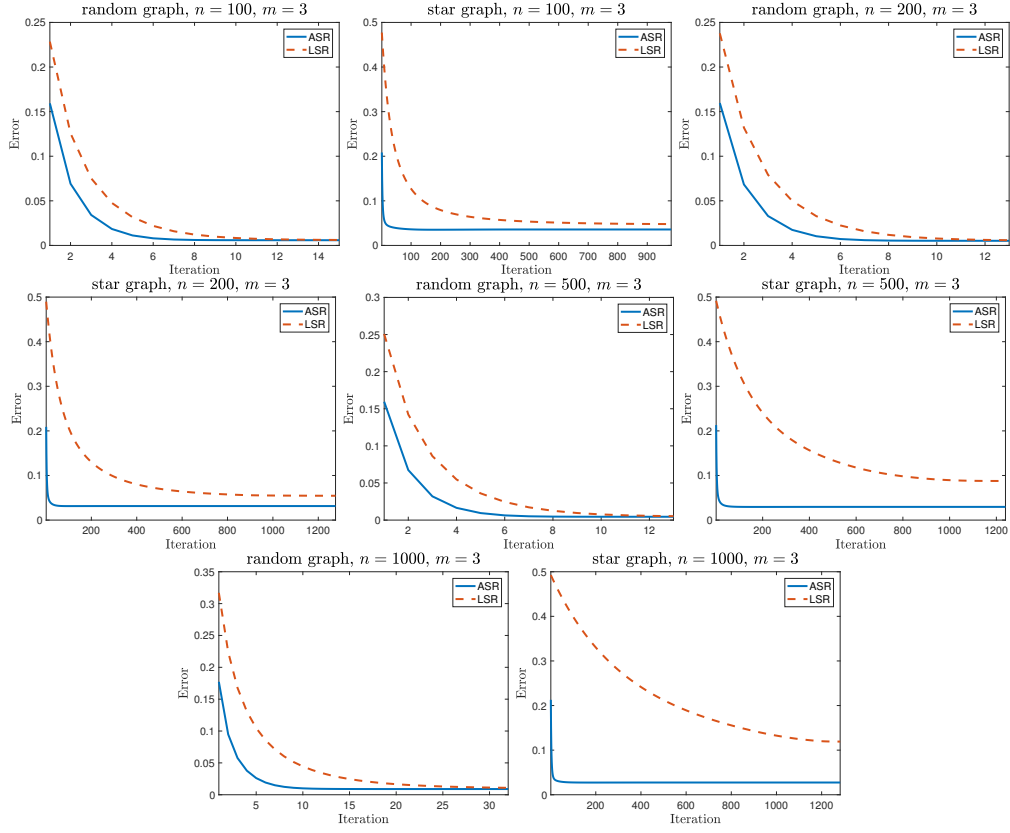 random graph, n = 100, m = 3
0.25
0.2
0.15
0.1
0.05
0
Error
2 4 6 8 10 12 14
Iteration
ASR
LSR
star graph, n = 100, m = 3
0.5
0.4
0.3
0.2
0.1
0
Error
100 200 300 400 500 600 700 800 900
Iteration
ASR
LSR
random graph, n = 200, m = 3
0.25
0.2
0.15
0.1
0.05
0
Error
2 4 6 8 10 12
Iteration
ASR
LSR
star graph, n = 200, m = 3
0.5
0.4
0.3
0.2
0.1
0
Error
200 400 600 800 1000 1200
Iteration
ASR
LSR
random graph, n = 500, m = 3
0.3
0.25
0.2
0.15
0.1
0.05
0
Error
2 4 6 8 10 12
Iteration
ASR
LSR
star graph, n = 500, m = 3
0.5
0.4
0.3
0.2
0.1
0
Error
200 400 600 800 1000 1200
Iteration
ASR
LSR
random graph, n = 1000, m = 3
0.35
0.3
0.25
0.2
0.15
0.1
0.05
0
Error
5 10 15 20 25 30
Iteration
ASR
LSR
star graph, n = 1000, m = 3
0.5
0.4
0.3
0.2
0.1
0
Error
200 400 600 800 1000 1200
Iteration
ASR
LSR